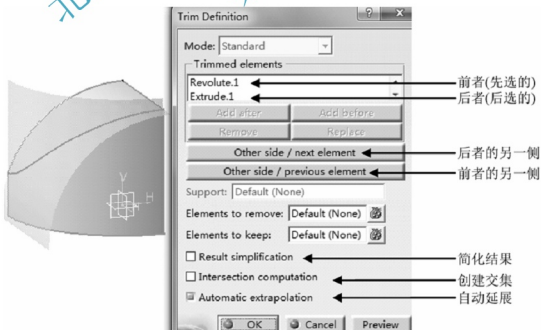 Trim Definition
Mode: Standard
Trimmed elements
Revolute.1
前者(先选的)
Extrude.1
后者(后选的)
Add after
Add before
Remove
Replace
Other side / next element
后者的另一侧
Other side / previous element
前者的另一侧
Support: Default (None)
Elements to remove: Default (None)
Elements to keep: Default (None)
Result simplification
简化结果
Intersection computation
创建交集
Automatic extrapolation
自动延展
OK
Cancel
Preview
Y
H